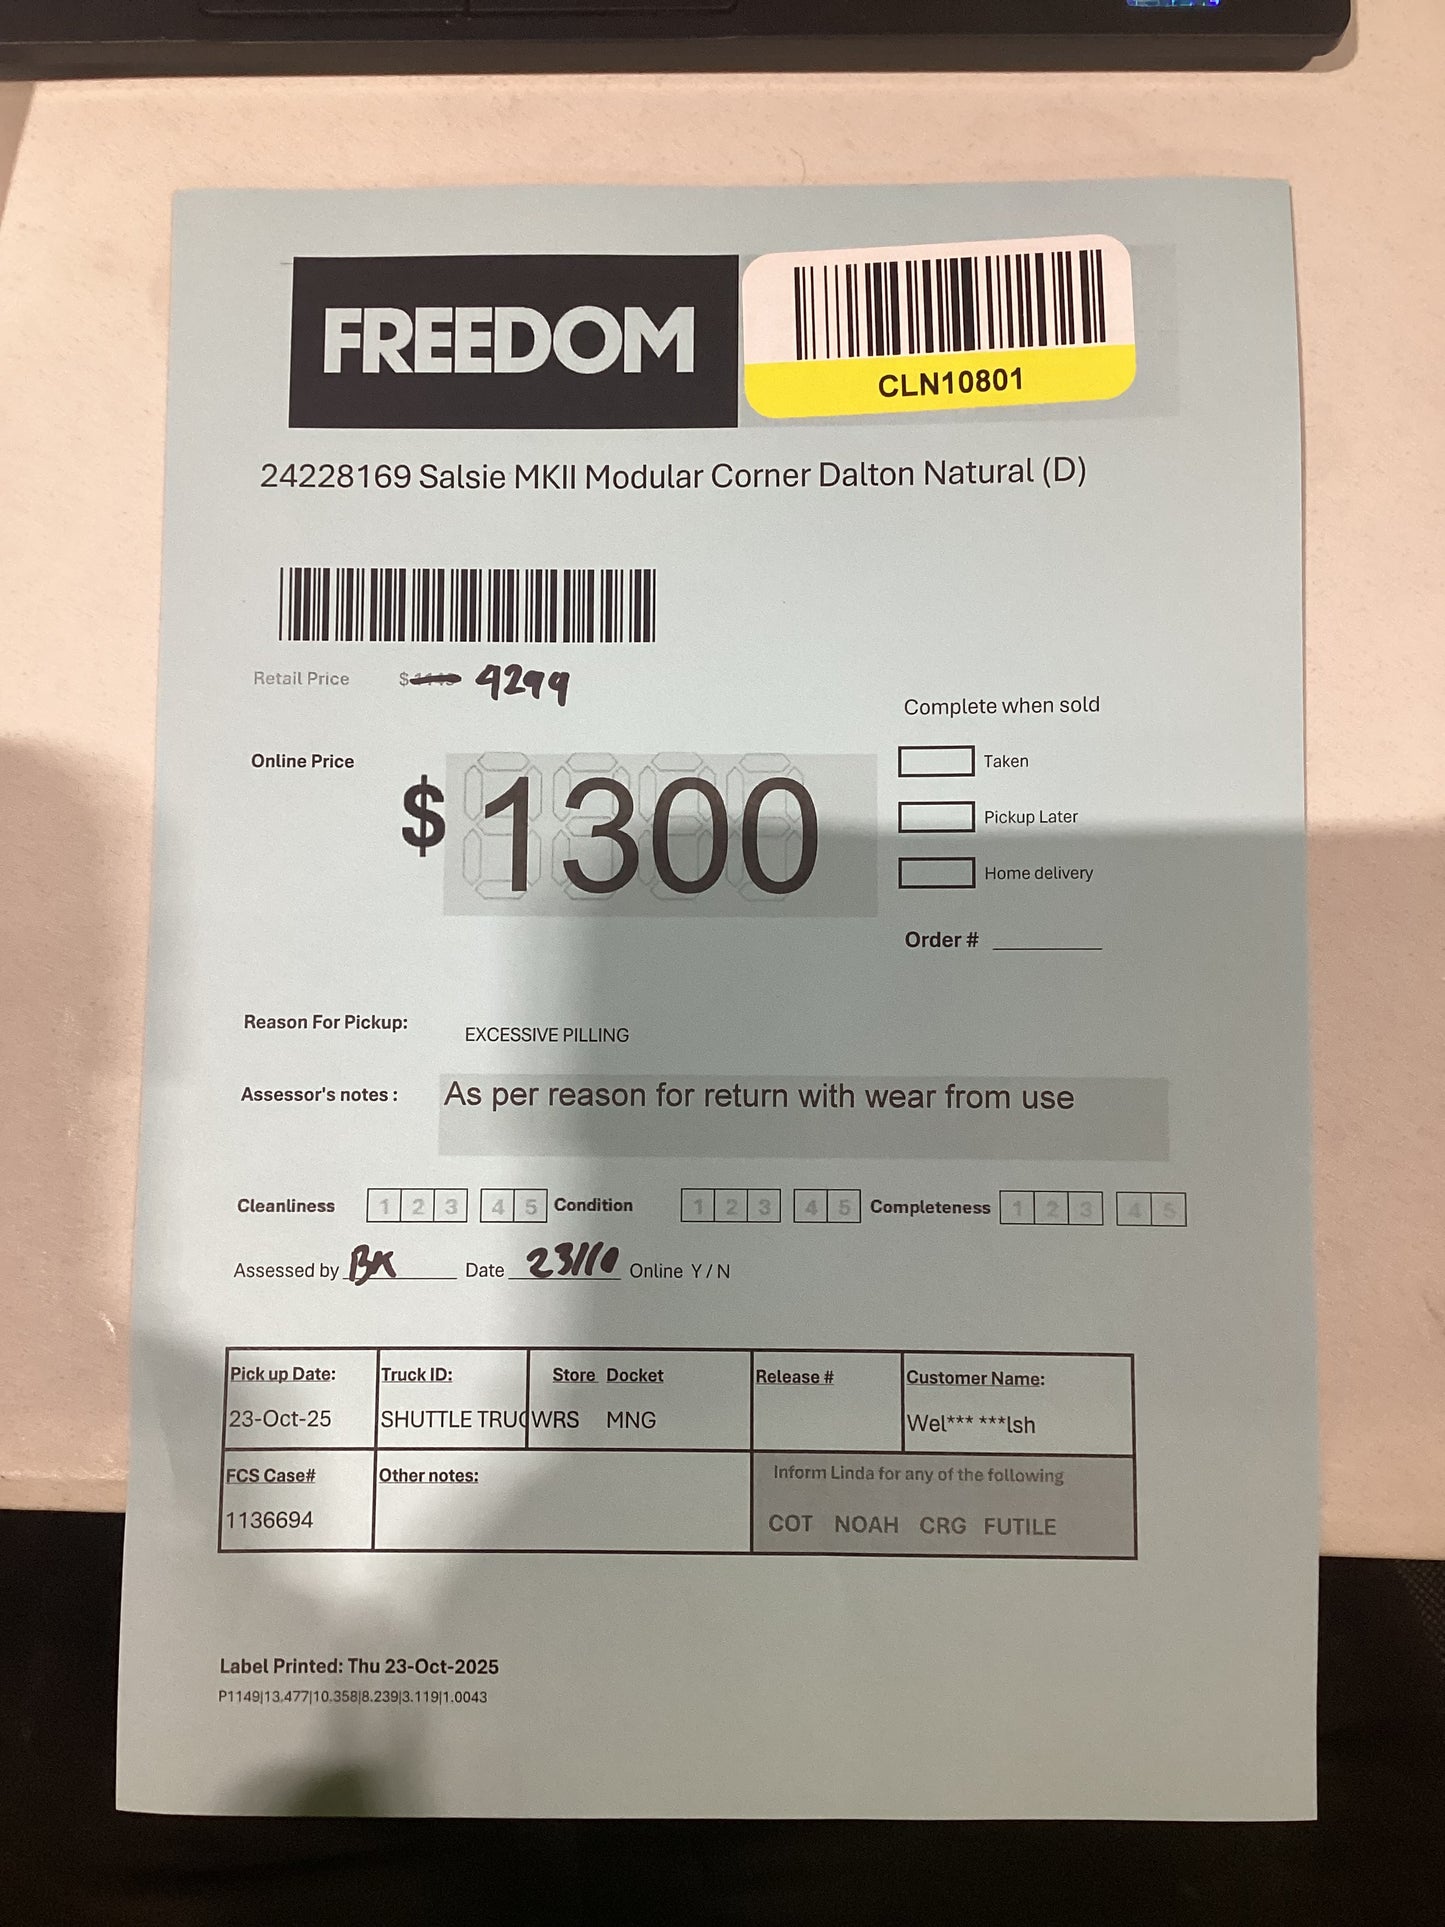 FREEDOM
CLN10801
24228169 Salsie MKII Modular Corner Dalton Natural (D)
Retail Price $ 4299
Complete when sold
Online Price $ 1300
Taken
Pickup Later
Home delivery
Order #
Reason For Pickup: EXCESSIVE PILLING
Assessor's notes : As per reason for return with wear from use
Cleanliness 1 2 3 4 5 Condition 1 2 3 4 5 Completeness 1 2 3 4 5
Assessed by BK Date 23/10 Online Y / N
Pick up Date: Truck ID: Store Docket Release # Customer Name:
23-Oct-25 SHUTTLE TRUC WRS MNG Wel*** ***lsh
FCS Case# Other notes: Inform Linda for any of the following
1136694 COT NOAH CRG FUTILE
Label Printed: Thu 23-Oct-2025
P1149|13.477|10.358|8.239|3.119|1.0043